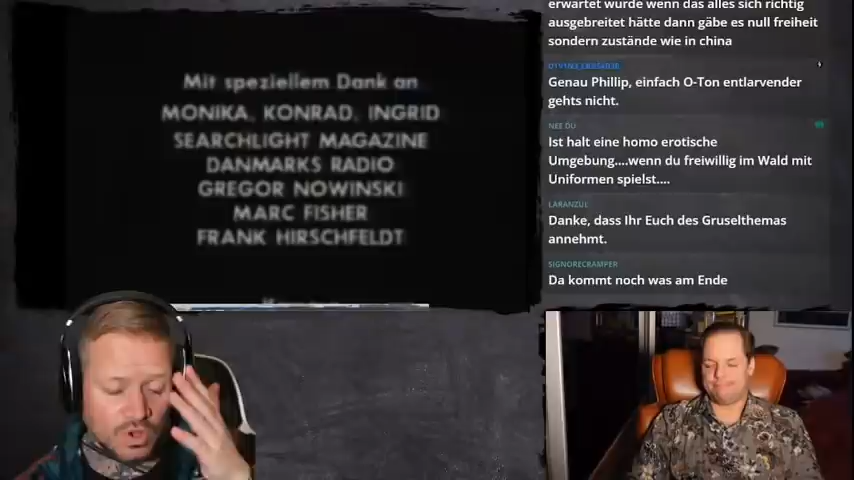 Mit speziellem Dank an
MONIKA, KONRAD, INGRID
SEARCHLIGHT MAGAZINE
DANMARKS RADIO
GREGOR NOWINSKI
MARC FISHER
FRANK HIRSCHFELDT
erwartet wurde wenn das alles sich richtig
ausgebreitet hätte dann gäbe es null freiheit
sondern zustände wie in china
Genau Phillip, einfach O-Ton entlarvender
gehts nicht.
NEE DU
Ist halt eine homo erotische
Umgebung....wenn du freiwillig im Wald mit
Uniformen spielst....
LARANZUL
Danke, dass Ihr Euch des Gruselthemas
annehmt.
SIGNORECRAMPER
Da kommt noch was am Ende